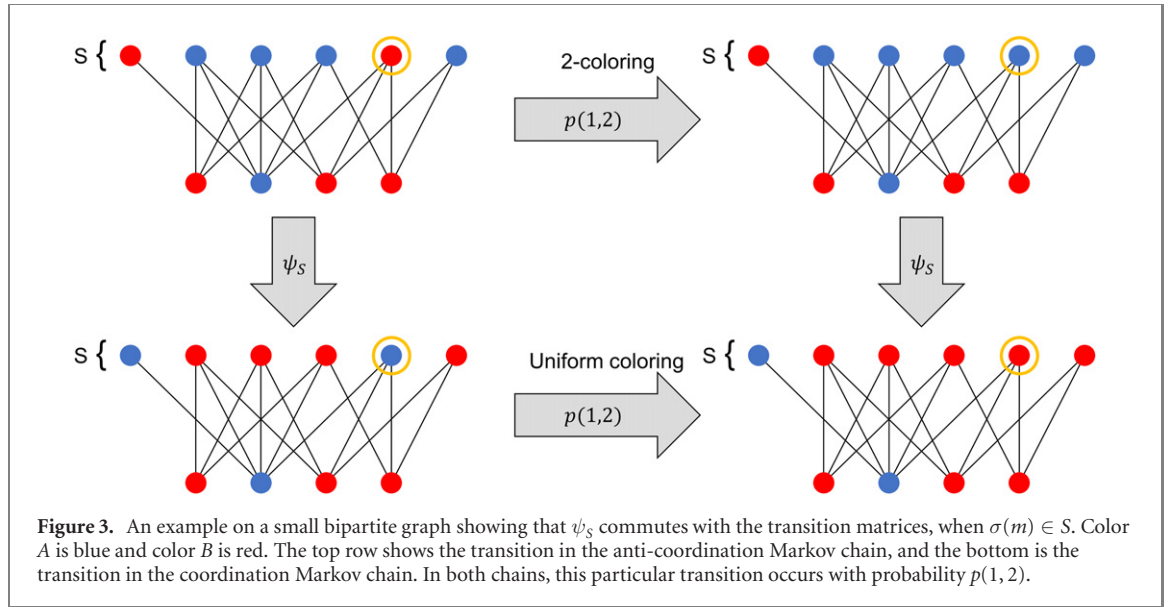 S { 2-coloring S {
p(1,2)
ψ_S ψ_S
S { Uniform coloring S {
p(1,2)
Figure 3. An example on a small bipartite graph showing that ψ_S commutes with the transition matrices, when σ(m) ∈ S. Color
A is blue and color B is red. The top row shows the transition in the anti-coordination Markov chain, and the bottom is the
transition in the coordination Markov chain. In both chains, this particular transition occurs with probability p(1, 2).